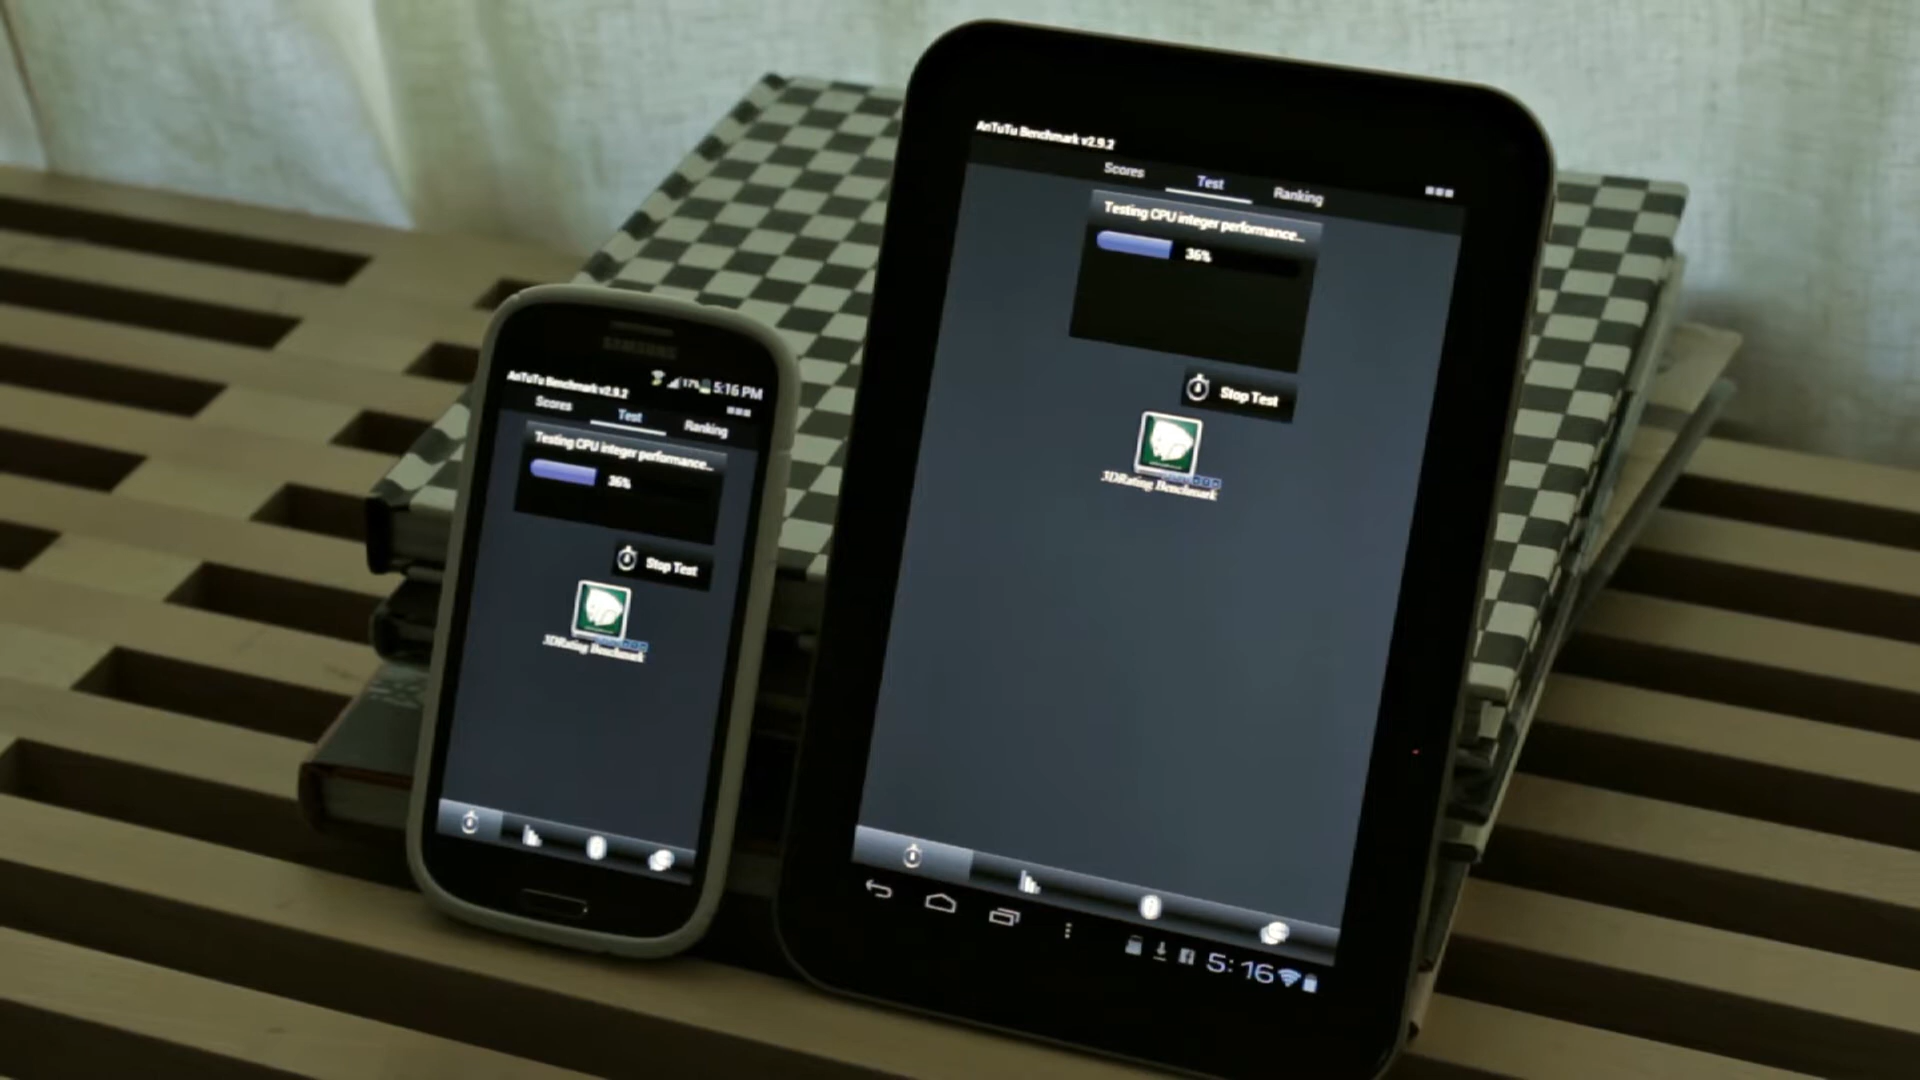 SAMSUNG
17% 5:16 PM
AnTuTu Benchmark v2.9.2
Scores Test Ranking
Testing CPU integer performance...
36%
Stop Test
3DRating Benchmark
AnTuTu Benchmark v2.9.2
Scores Test Ranking
Testing CPU integer performance...
36%
Stop Test
3DRating Benchmark
5:16